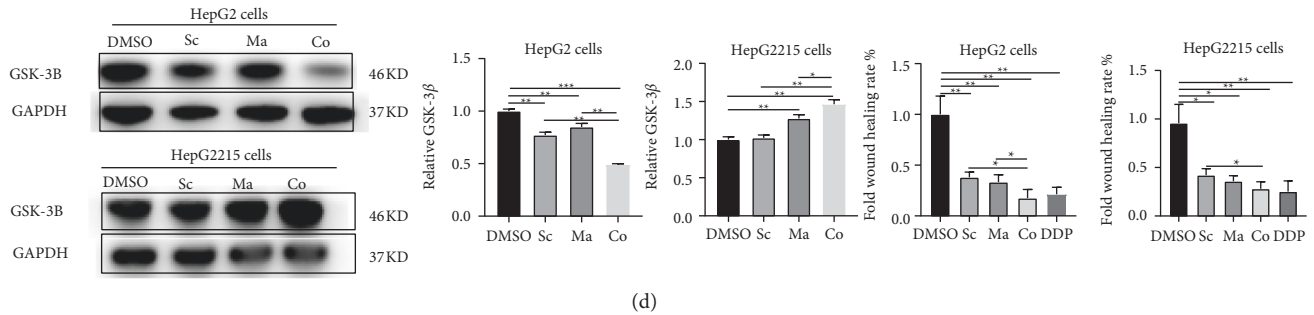 HepG2 cells
DMSO Sc Ma Co
GSK-3B 46KD
GAPDH 37KD
HepG2215 cells
DMSO Sc Ma Co
GSK-3B 46KD
GAPDH 37KD
HepG2 cells
Relative GSK-3β
1.5
1.0
0.5
0.0
***
**
**
**
**
DMSO Sc Ma Co
HepG2215 cells
Relative GSK-3β
2.0
1.5
1.0
0.5
0.0
*
**
**
**
DMSO Sc Ma Co
HepG2 cells
Fold wound healing rate %
1.5
1.0
0.5
0.0
**
**
**
**
*
*
DMSO Sc Ma Co DDP
HepG2215 cells
Fold wound healing rate %
1.5
1.0
0.5
0.0
**
**
*
*
*
DMSO Sc Ma Co DDP
(d)